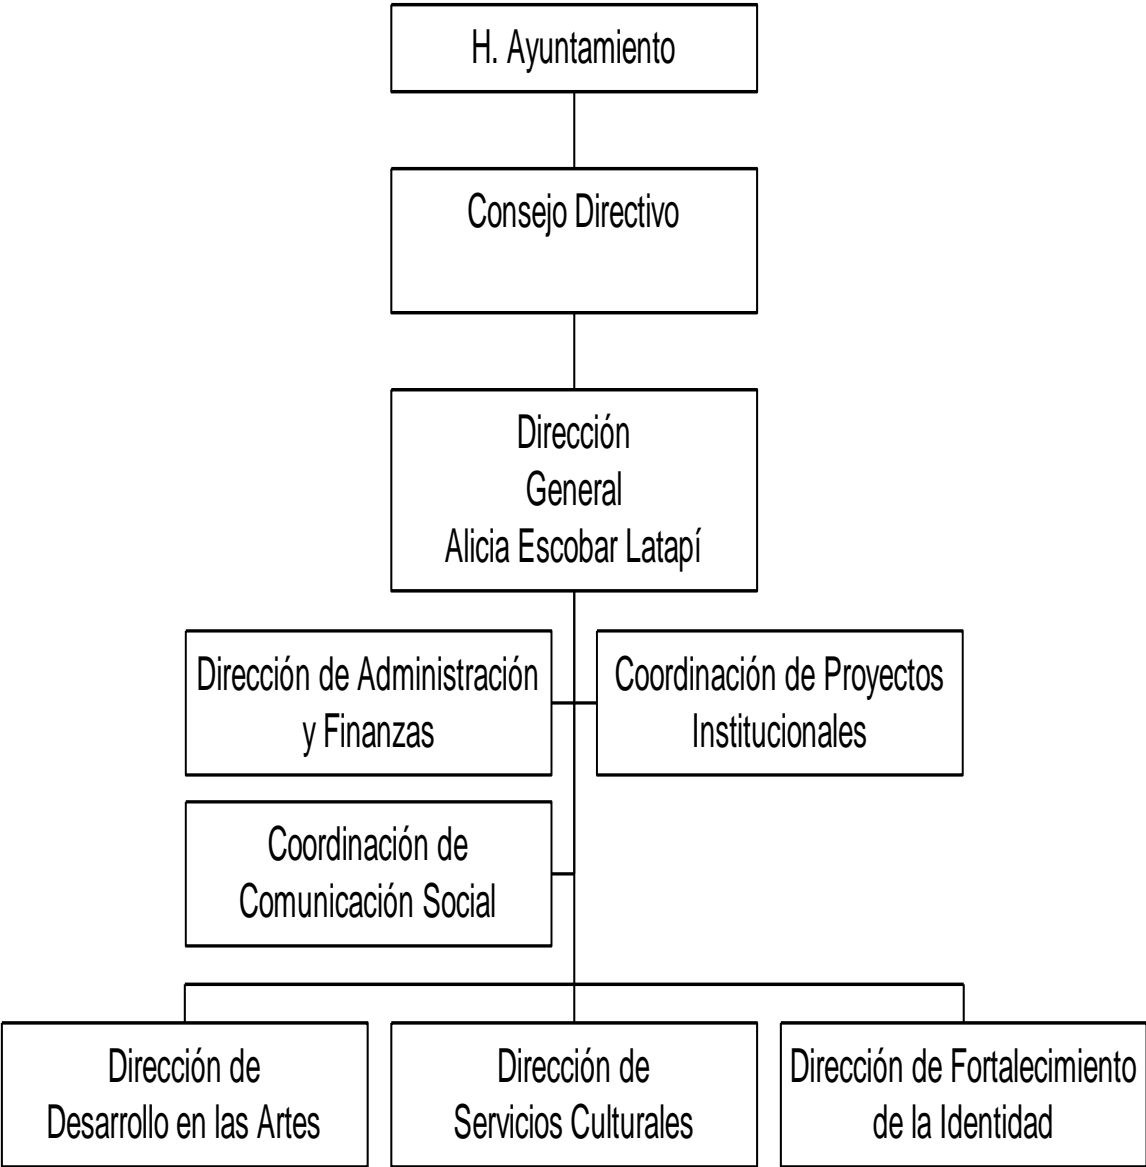 H. Ayuntamiento
Consejo Directivo
Dirección
General
Alicia Escobar Latapí
Dirección de Administración
y Finanzas
Coordinación de Proyectos
Institucionales
Coordinación de
Comunicación Social
Dirección de
Desarrollo en las Artes
Dirección de
Servicios Culturales
Dirección de Fortalecimiento
de la Identidad